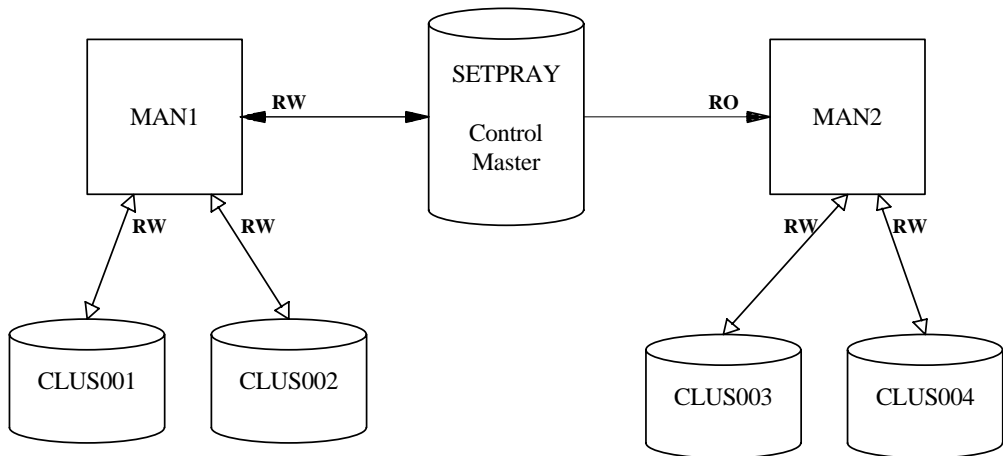 SETPRAY
MAN1
RW
RO
MAN2
Control
Master
RW
RW
RW
RW
CLUS001
CLUS002
CLUS003
CLUS004